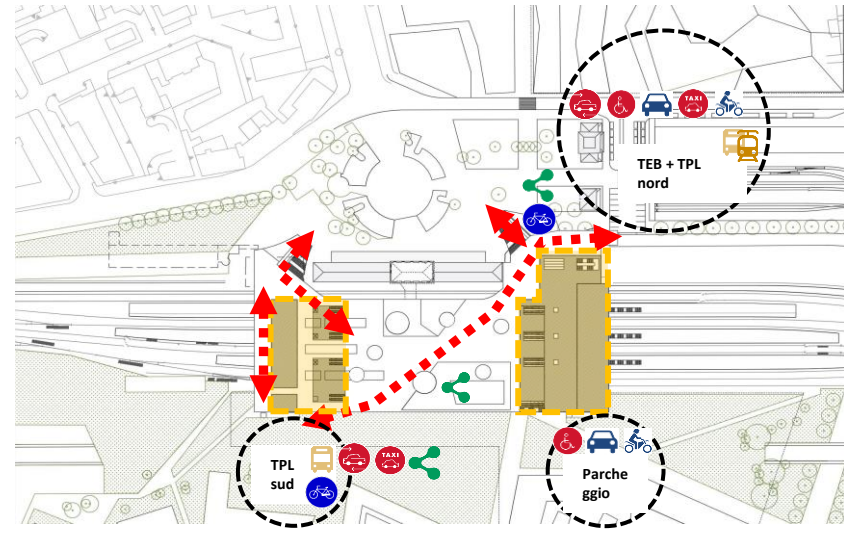 TAXI
TEB + TPL
nord
TPL
sud
TAXI
Parche
ggio